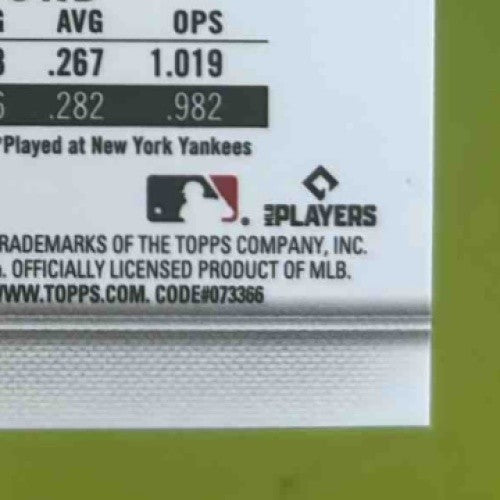 AVG OPS
.267 1.019
.282 .982
*Played at New York Yankees
PLAYERS
TRADEMARKS OF THE TOPPS COMPANY, INC.
. OFFICIALLY LICENSED PRODUCT OF MLB.
WWW.TOPPS.COM. CODE#073366